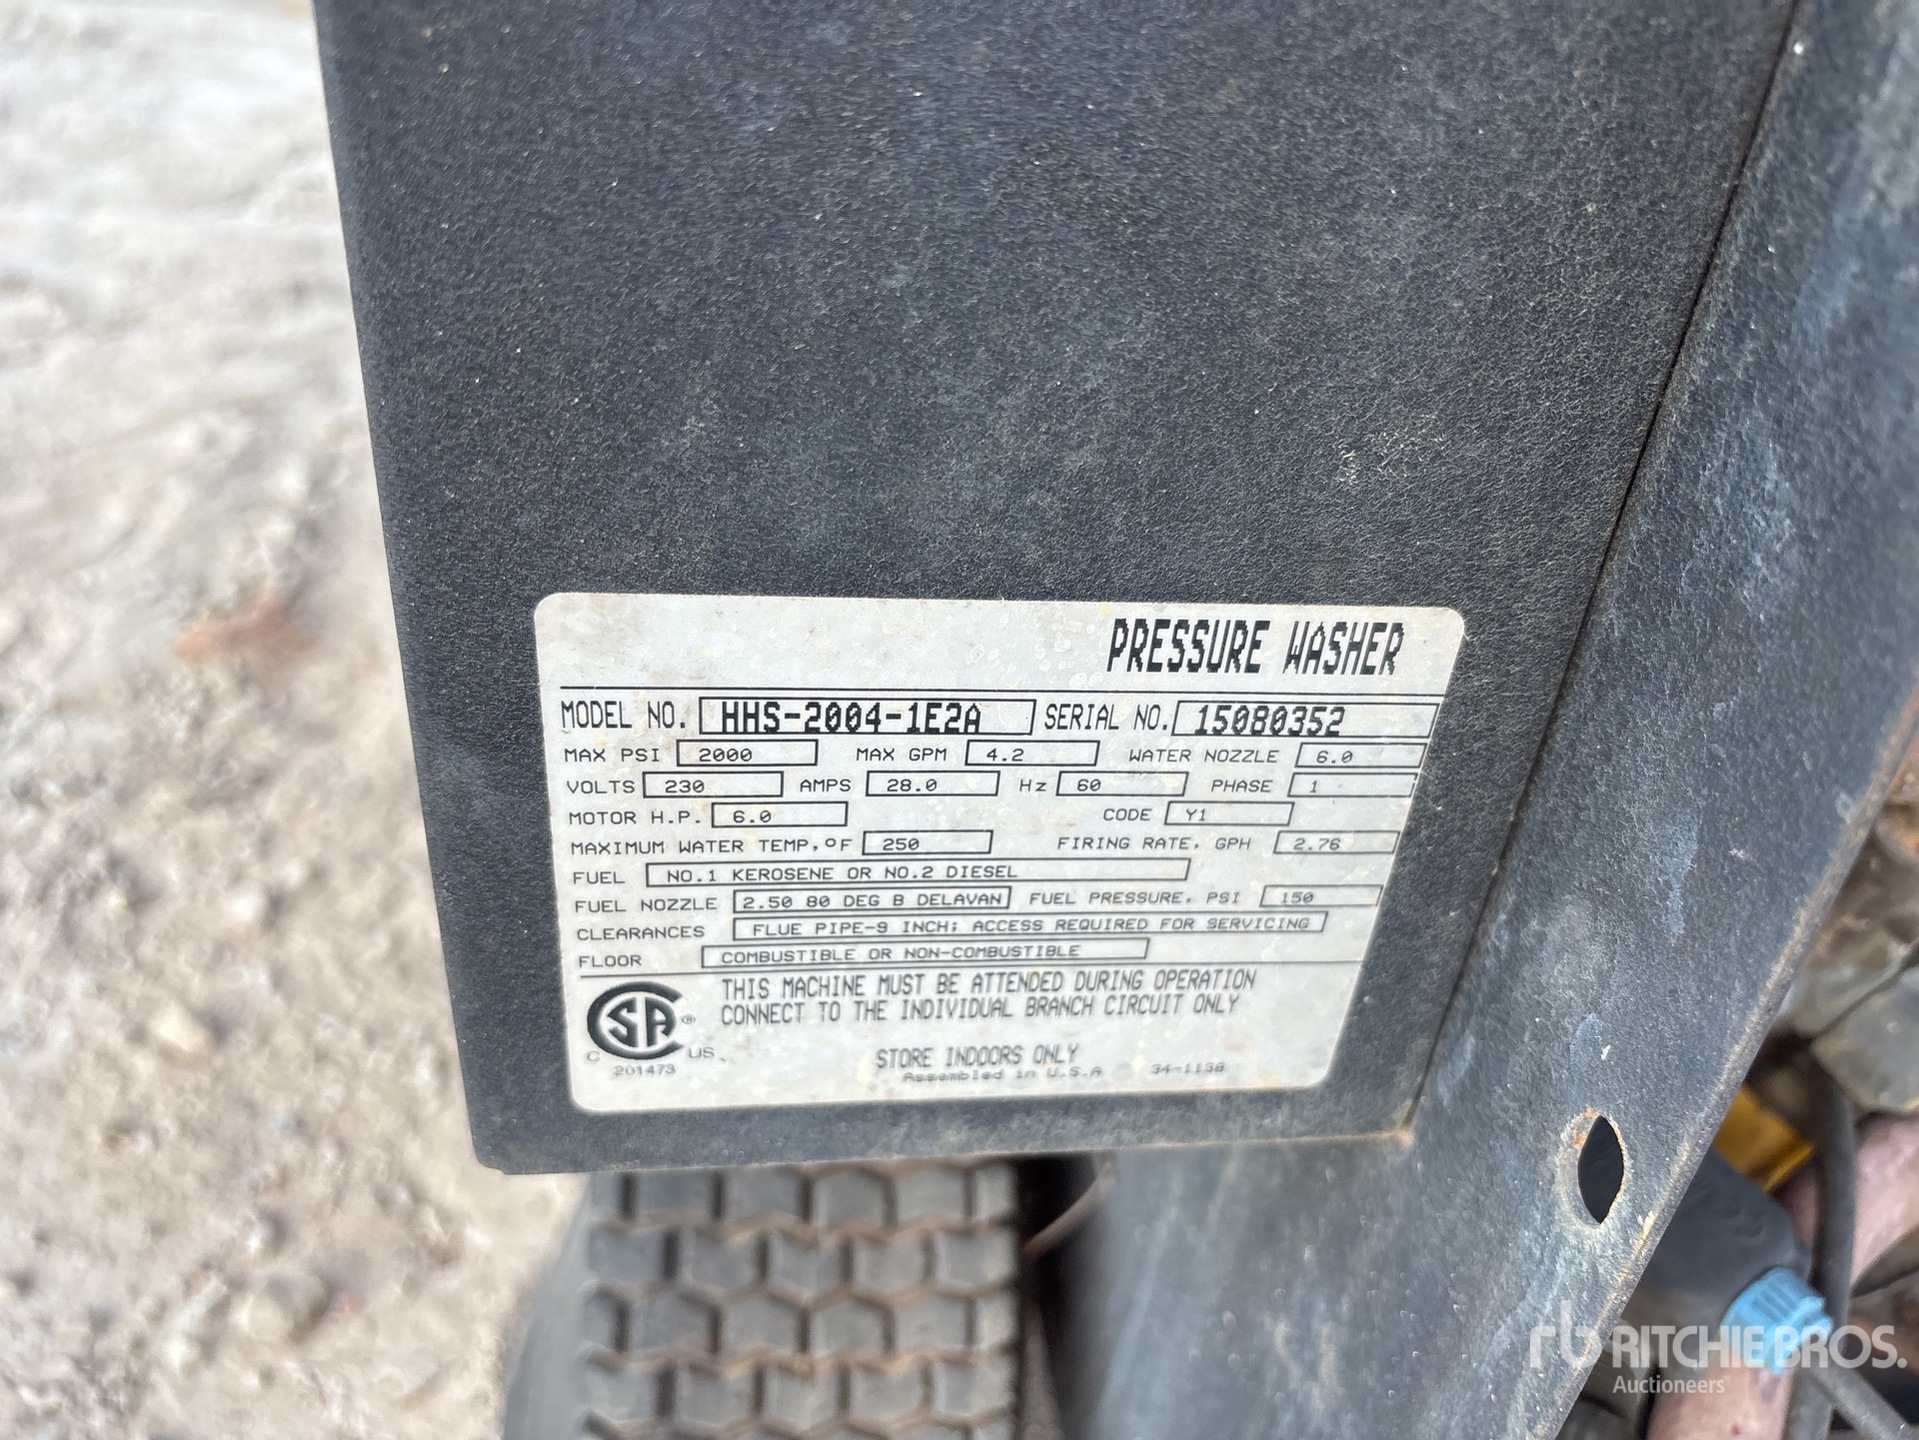 PRESSURE WASHER
MODEL NO. HHS-2004-1E2A SERIAL NO. 15080352
MAX PSI 2000 MAX GPM 4.2 WATER NOZZLE 6.0
VOLTS 230 AMPS 28.0 Hz 60 PHASE 1
MOTOR H.P. 6.0 CODE Y1
MAXIMUM WATER TEMP,°F 250 FIRING RATE, GPH 2.76
FUEL NO.1 KEROSENE OR NO.2 DIESEL
FUEL NOZZLE 2.50 80 DEG B DELAVAN FUEL PRESSURE, PSI 150
CLEARANCES FLUE PIPE-9 INCH; ACCESS REQUIRED FOR SERVICING
FLOOR COMBUSTIBLE OR NON-COMBUSTIBLE
THIS MACHINE MUST BE ATTENDED DURING OPERATION
CONNECT TO THE INDIVIDUAL BRANCH CIRCUIT ONLY
CSA ®
C US
201473
STORE INDOORS ONLY
Assembled in U.S.A 34-1138
rb RITCHIE BROS.
Auctioneers